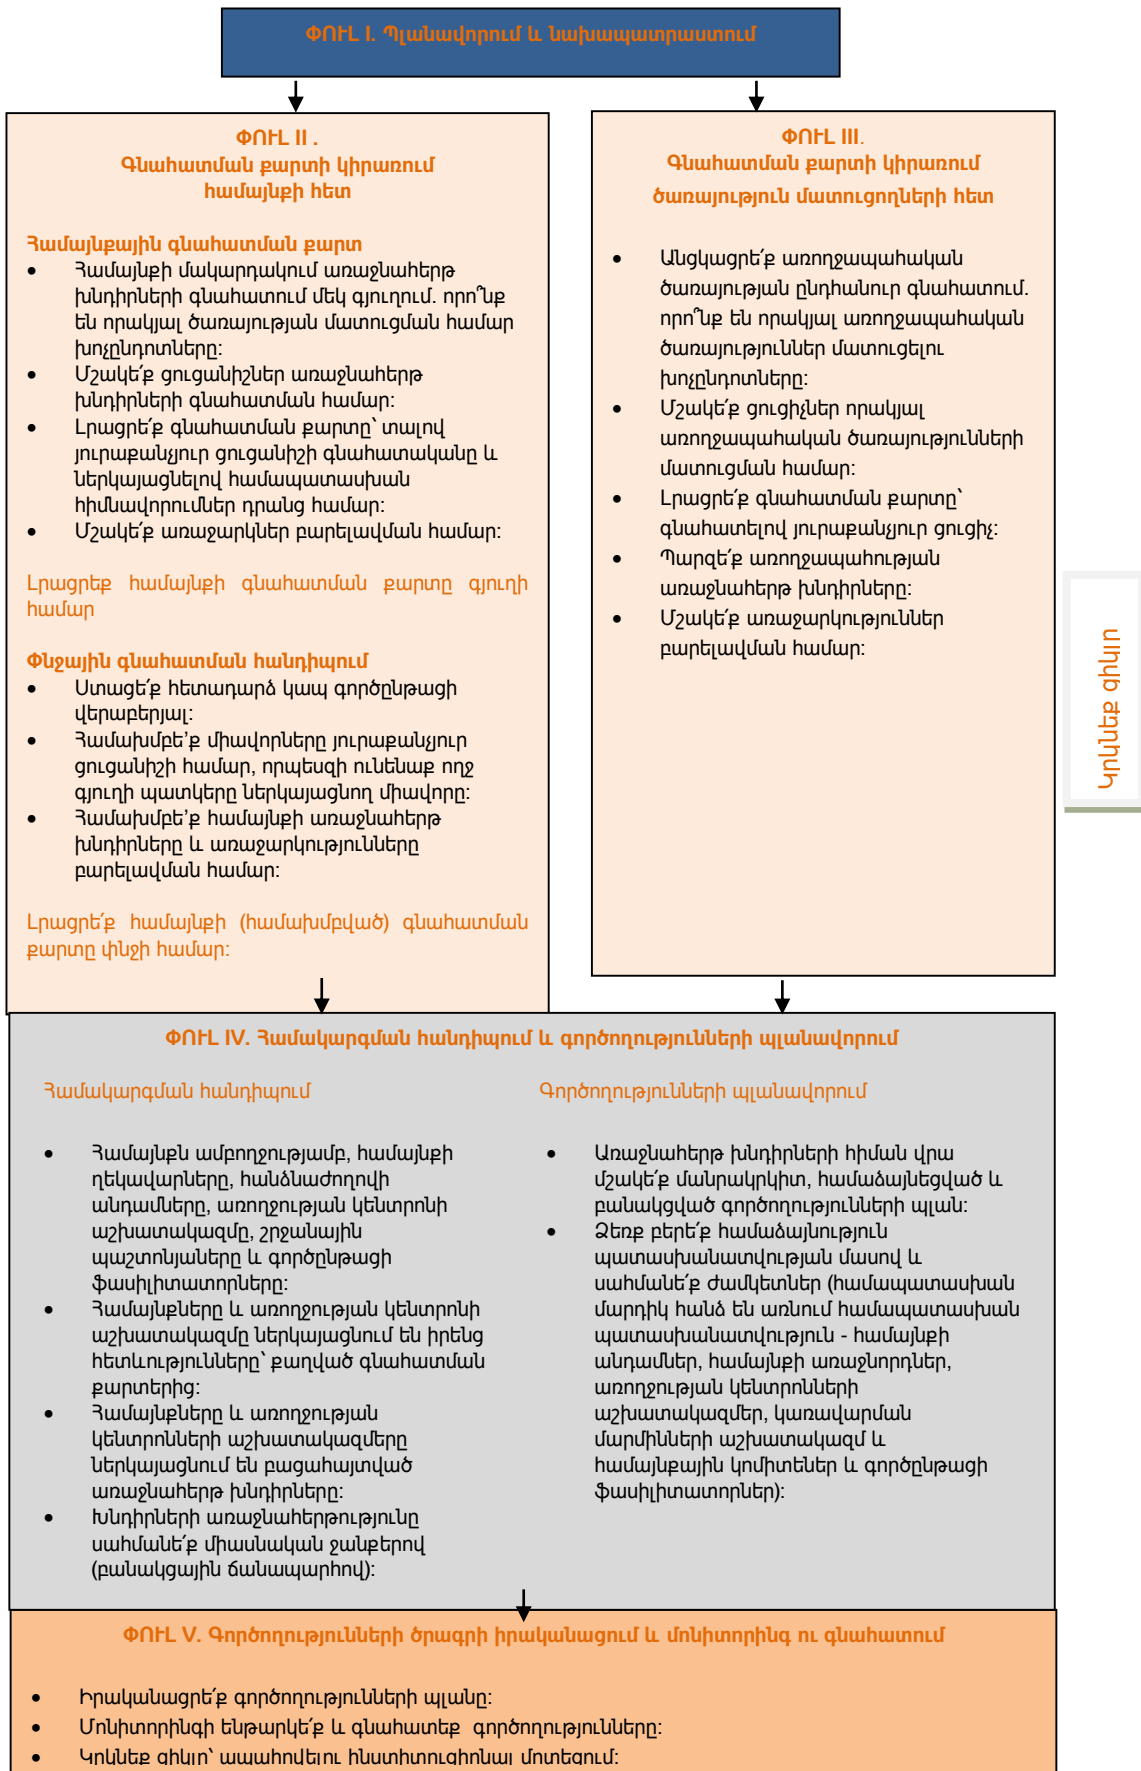 ՓՈՒԼ I. Պլանավորում և նախապատրաստում
ՓՈՒԼ II .
Գնահատման քարտի կիրառում
համայնքի հետ
Համայնքային գնահատման քարտ
• Համայնքի մակարդակում առաջնահերթ
խնդիրների գնահատում մեկ գյուղում. որո՞նք
են որակյալ ծառայության մատուցման համար
խոչընդոտները:
• Մշակե՛ք ցուցանիշներ առաջնահերթ
խնդիրների գնահատման համար:
• Լրացրե՛ք գնահատման քարտը՝ տալով
յուրաքանչյուր ցուցանիշի գնահատականը և
ներկայացնելով համապատասխան
հիմնավորումներ դրանց համար:
• Մշակե՛ք առաջարկներ բարելավման համար:
Լրացրեք համայնքի գնահատման քարտը գյուղի
համար
Փնջային գնահատման հանդիպում
• Ստացե՛ք հետադարձ կապ գործընթացի
վերաբերյալ:
• Համախմբե’ք միավորները յուրաքանչյուր
ցուցանիշի համար, որպեսզի ունենաք ողջ
գյուղի պատկերը ներկայացնող միավորը:
• Համախմբե’ք համայնքի առաջնահերթ
խնդիրները և առաջարկությունները
բարելավման համար:
Լրացրե՛ք համայնքի (համախմբված) գնահատման
քարտը փնջի համար:
ՓՈՒԼ III.
Գնահատման քարտի կիրառում
ծառայություն մատուցողների հետ
• Անցկացրե՛ք առողջապահական
ծառայության ընդհանուր գնահատում.
որո՞նք են որակյալ առողջապահական
ծառայություններ մատուցելու
խոչընդոտները:
• Մշակե՛ք ցուցիչներ որակյալ
առողջապահական ծառայությունների
մատուցման համար:
• Լրացրե՛ք գնահատման քարտը՝
գնահատելով յուրաքանչյուր ցուցիչ:
• Պարզե՛ք առողջապահության
առաջնահերթ խնդիրները:
• Մշակե՛ք առաջարկություններ
բարելավման համար:
Կրկնեք ցիկլը
ՓՈՒԼ IV. Համակարգման հանդիպում և գործողությունների պլանավորում
Համակարգման հանդիպում
• Համայնքն ամբողջությամբ, համայնքի
ղեկավարները, հանձնաժողովի
անդամները, առողջության կենտրոնի
աշխատակազմը, շրջանային
պաշտոնյաները և գործընթացի
ֆասիլիտատորները:
• Համայնքները և առողջության կենտրոնի
աշխատակազմը ներկայացնում են իրենց
հետևությունները՝ քաղված գնահատման
քարտերից:
• Համայնքները և առողջության
կենտրոնների աշխատակազմերը
ներկայացնում են բացահայտված
առաջնահերթ խնդիրները:
• Խնդիրների առաջնահերթությունը
սահմանե՛ք միասնական ջանքերով
(բանակցային ճանապարհով):
Գործողությունների պլանավորում
• Առաջնահերթ խնդիրների հիման վրա
մշակե՛ք մանրակրկիտ, համաձայնեցված և
բանակցված գործողությունների պլան:
• Ձեռք բերե՛ք համաձայնություն
պատասխանատվության մասով և
սահմանե՛ք ժամկետներ (համապատասխան
մարդիկ հանձ են առնում համապատասխան
պատասխանատվություն - համայնքի
անդամներ, համայնքի առաջնորդներ,
առողջության կենտրոնների
աշխատակազմեր, կառավարման
մարմինների աշխատակազմ և
համայնքային կոմիտեներ և գործընթացի
ֆասիլիտատորներ):
ՓՈՒԼ V. Գործողությունների ծրագրի իրականացում և մոնիտորինգ ու գնահատում
• Իրականացրե՛ք գործողությունների պլանը:
• Մոնիտորինգի ենթարկե՛ք և գնահատեք գործողությունները:
• Կրկնեք ցիկլը՝ ապահովելու ինստիտուցիոնալ մոտեցում: